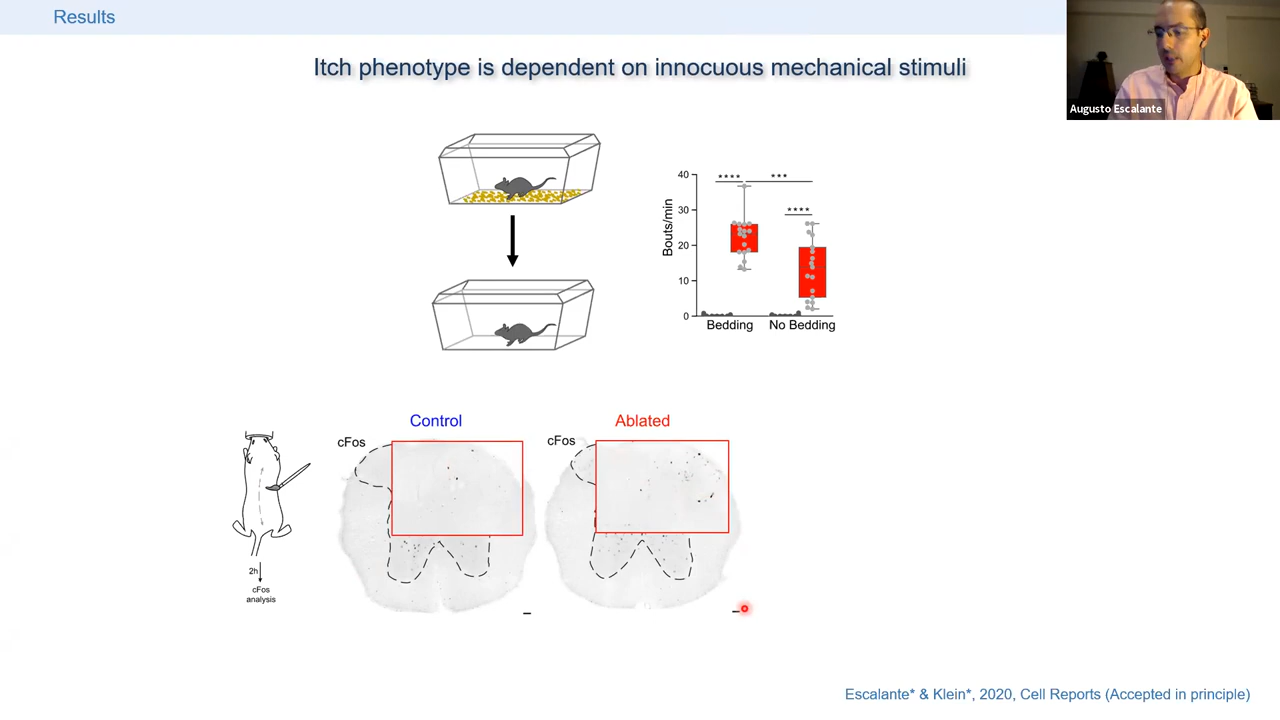 Results
Augusto Escalante
Itch phenotype is dependent on innocuous mechanical stimuli
Bouts/min
40
30
20
10
0
****
***
****
Bedding
No Bedding
Control
Ablated
cFos
cFos
2h
cFos
analysis
Escalante* & Klein*, 2020, Cell Reports (Accepted in principle)